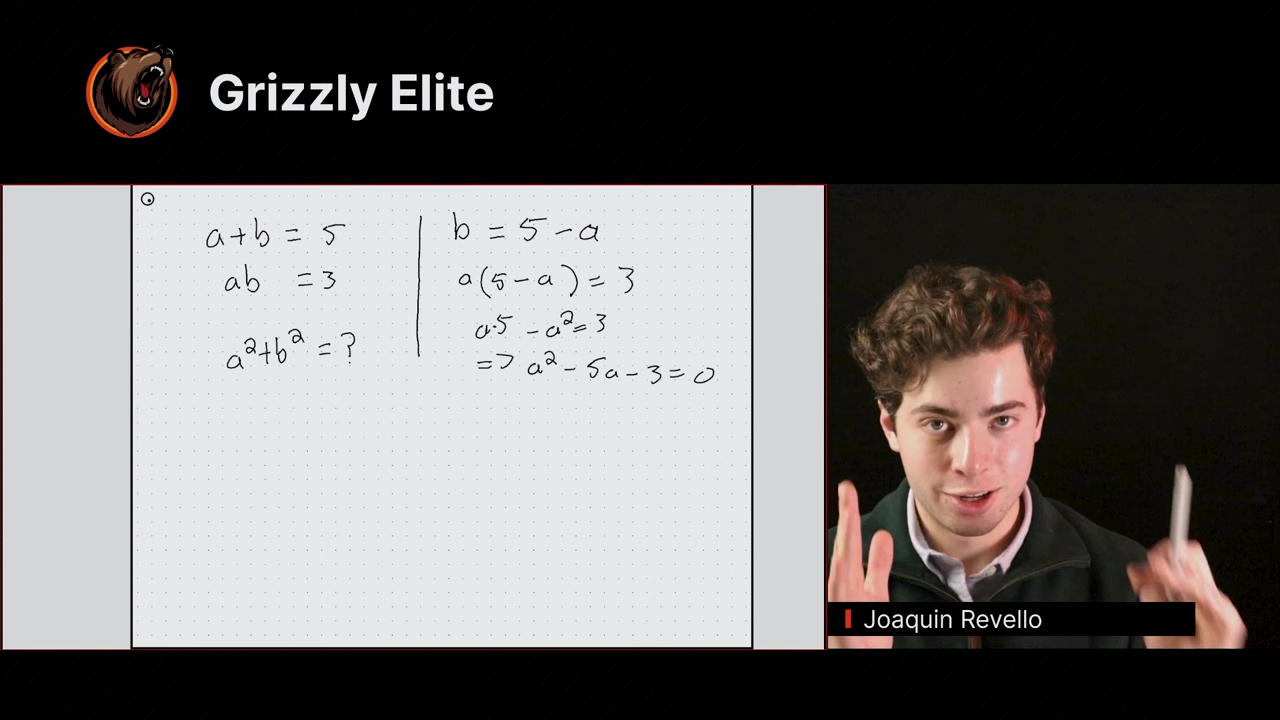 Grizzly Elite
a+b = 5
ab = 3
a²+b² = ?
b = 5-a
a(5-a) = 3
a·5 -a²=3
=> a² - 5a - 3 = 0
Joaquin Revello